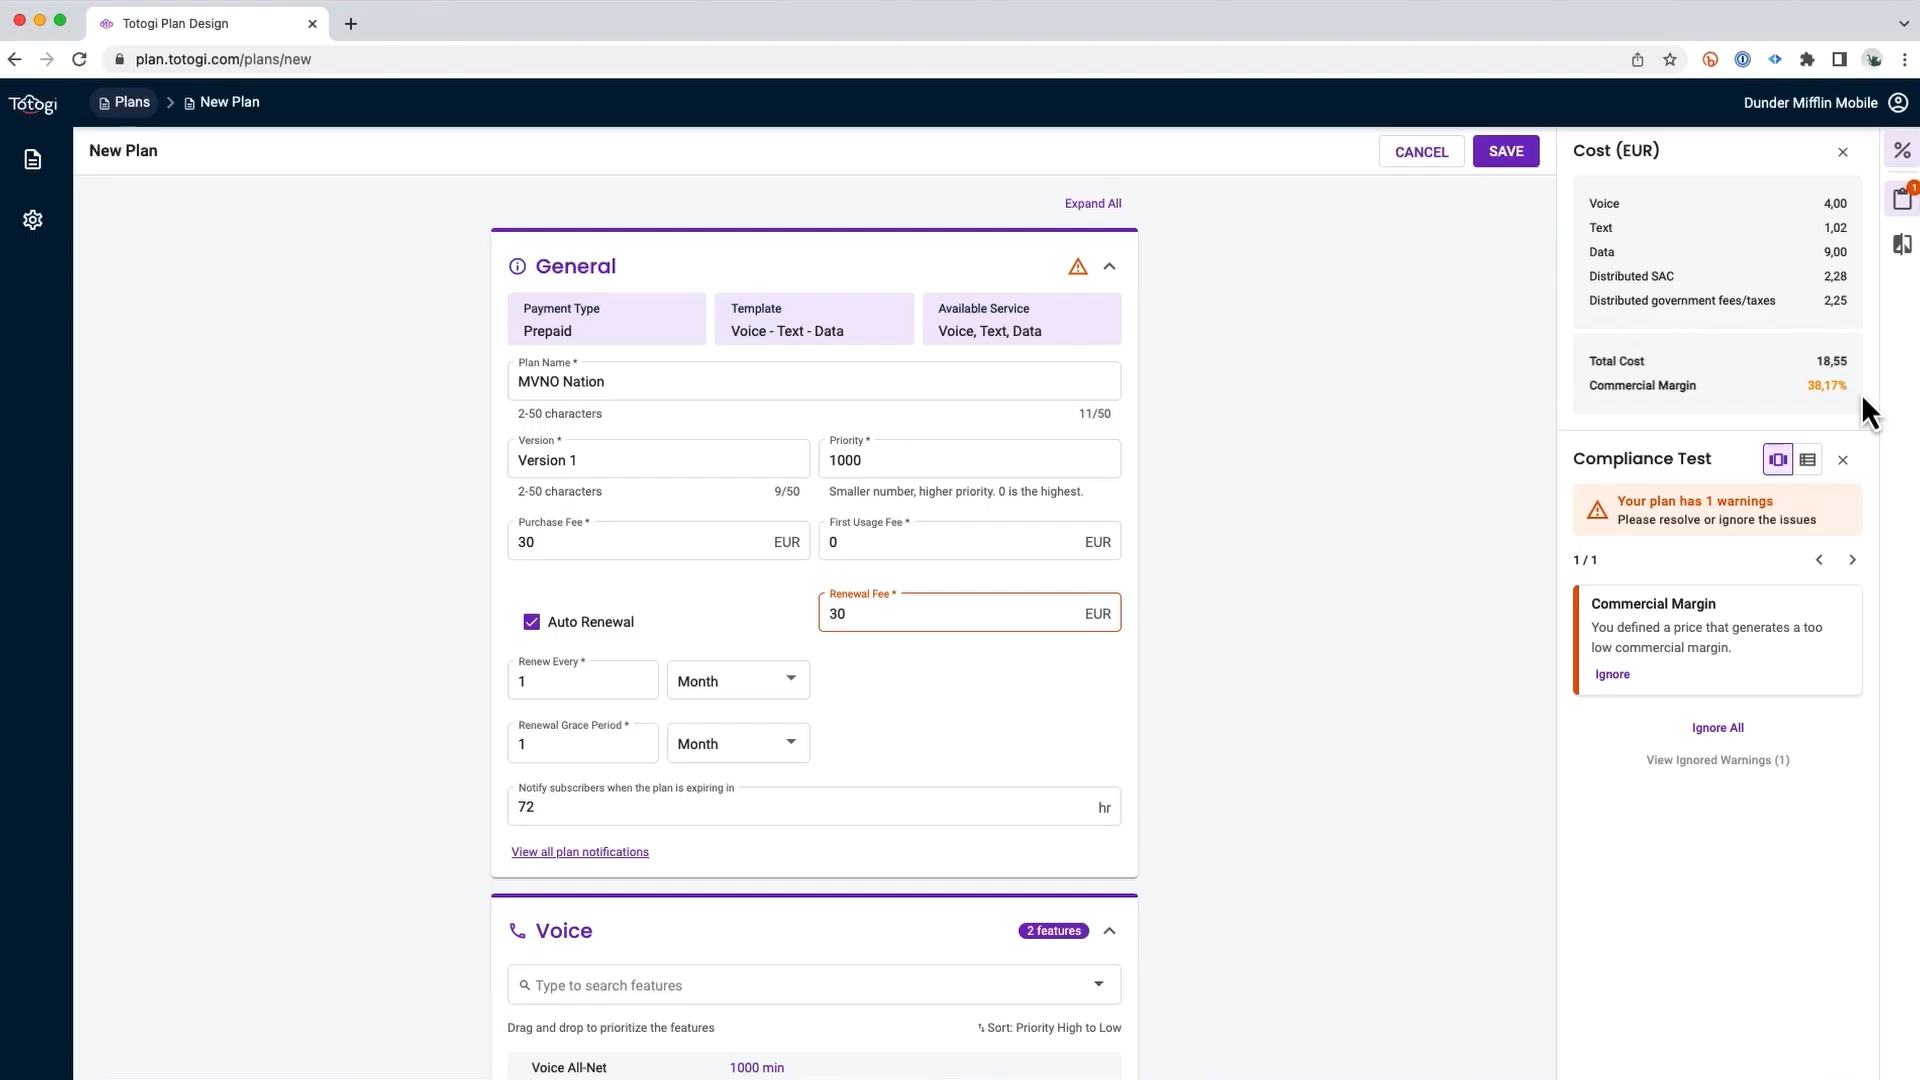 Totogi Plan Design
plan.totogi.com/plans/new
Totogi
Plans
New Plan
Dunder Mifflin Mobile
New Plan
CANCEL
SAVE
Expand All
General
Payment Type
Prepaid
Template
Voice - Text - Data
Available Service
Voice, Text, Data
Plan Name *
MVNO Nation
2-50 characters
11/50
Version *
Version 1
2-50 characters
9/50
Priority *
1000
Smaller number, higher priority. 0 is the highest.
Purchase Fee *
30
EUR
First Usage Fee *
0
EUR
Auto Renewal
Renewal Fee *
30
EUR
Renew Every *
1
Month
Renewal Grace Period *
1
Month
Notify subscribers when the plan is expiring in
72
hr
View all plan notifications
Voice
2 features
Type to search features
Drag and drop to prioritize the features
Sort: Priority High to Low
Voice All-Net
1000 min
Cost (EUR)
Voice 4,00
Text 1,02
Data 9,00
Distributed SAC 2,28
Distributed government fees/taxes 2,25
Total Cost 18,55
Commercial Margin 38,17%
Compliance Test
Your plan has 1 warnings
Please resolve or ignore the issues
1 / 1
Commercial Margin
You defined a price that generates a too
low commercial margin.
Ignore
Ignore All
View Ignored Warnings (1)
%
1